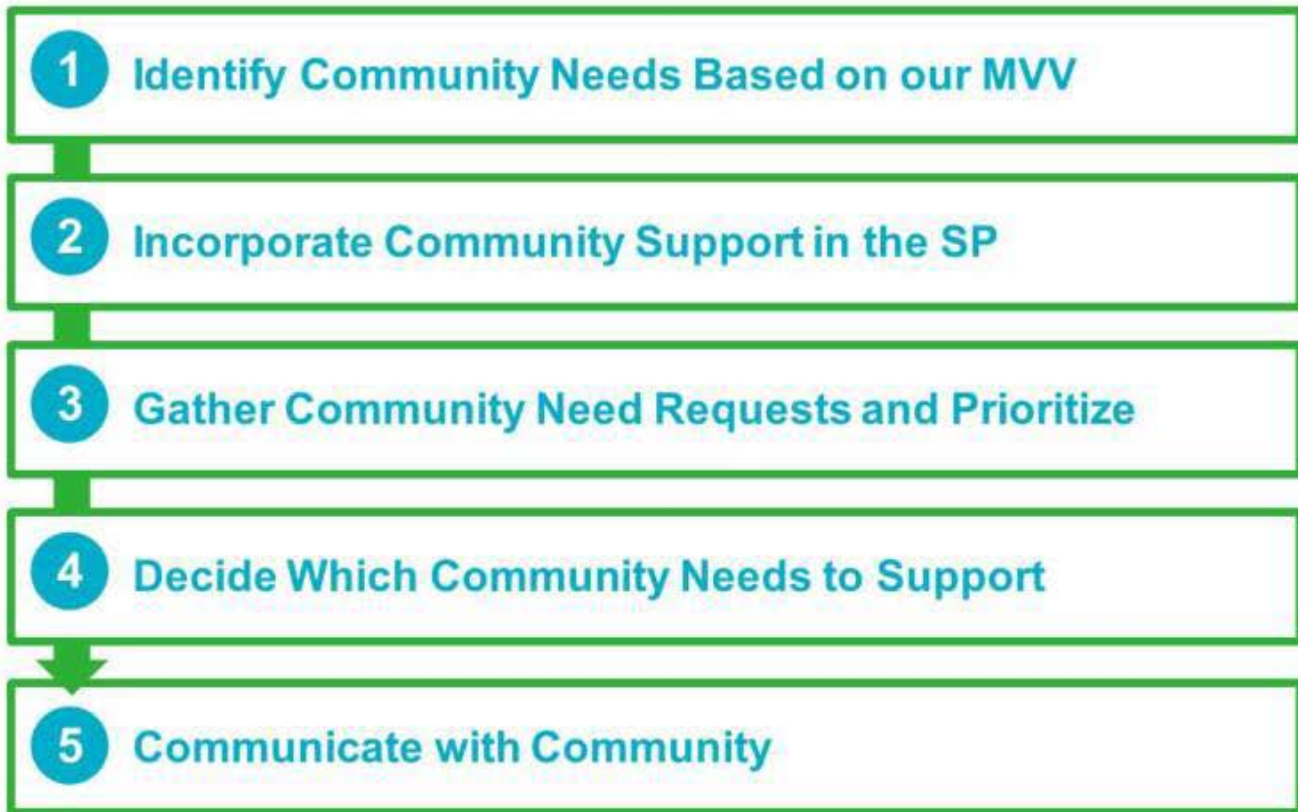 1 Identify Community Needs Based on our MVV
2 Incorporate Community Support in the SP
3 Gather Community Need Requests and Prioritize
4 Decide Which Community Needs to Support
5 Communicate with Community